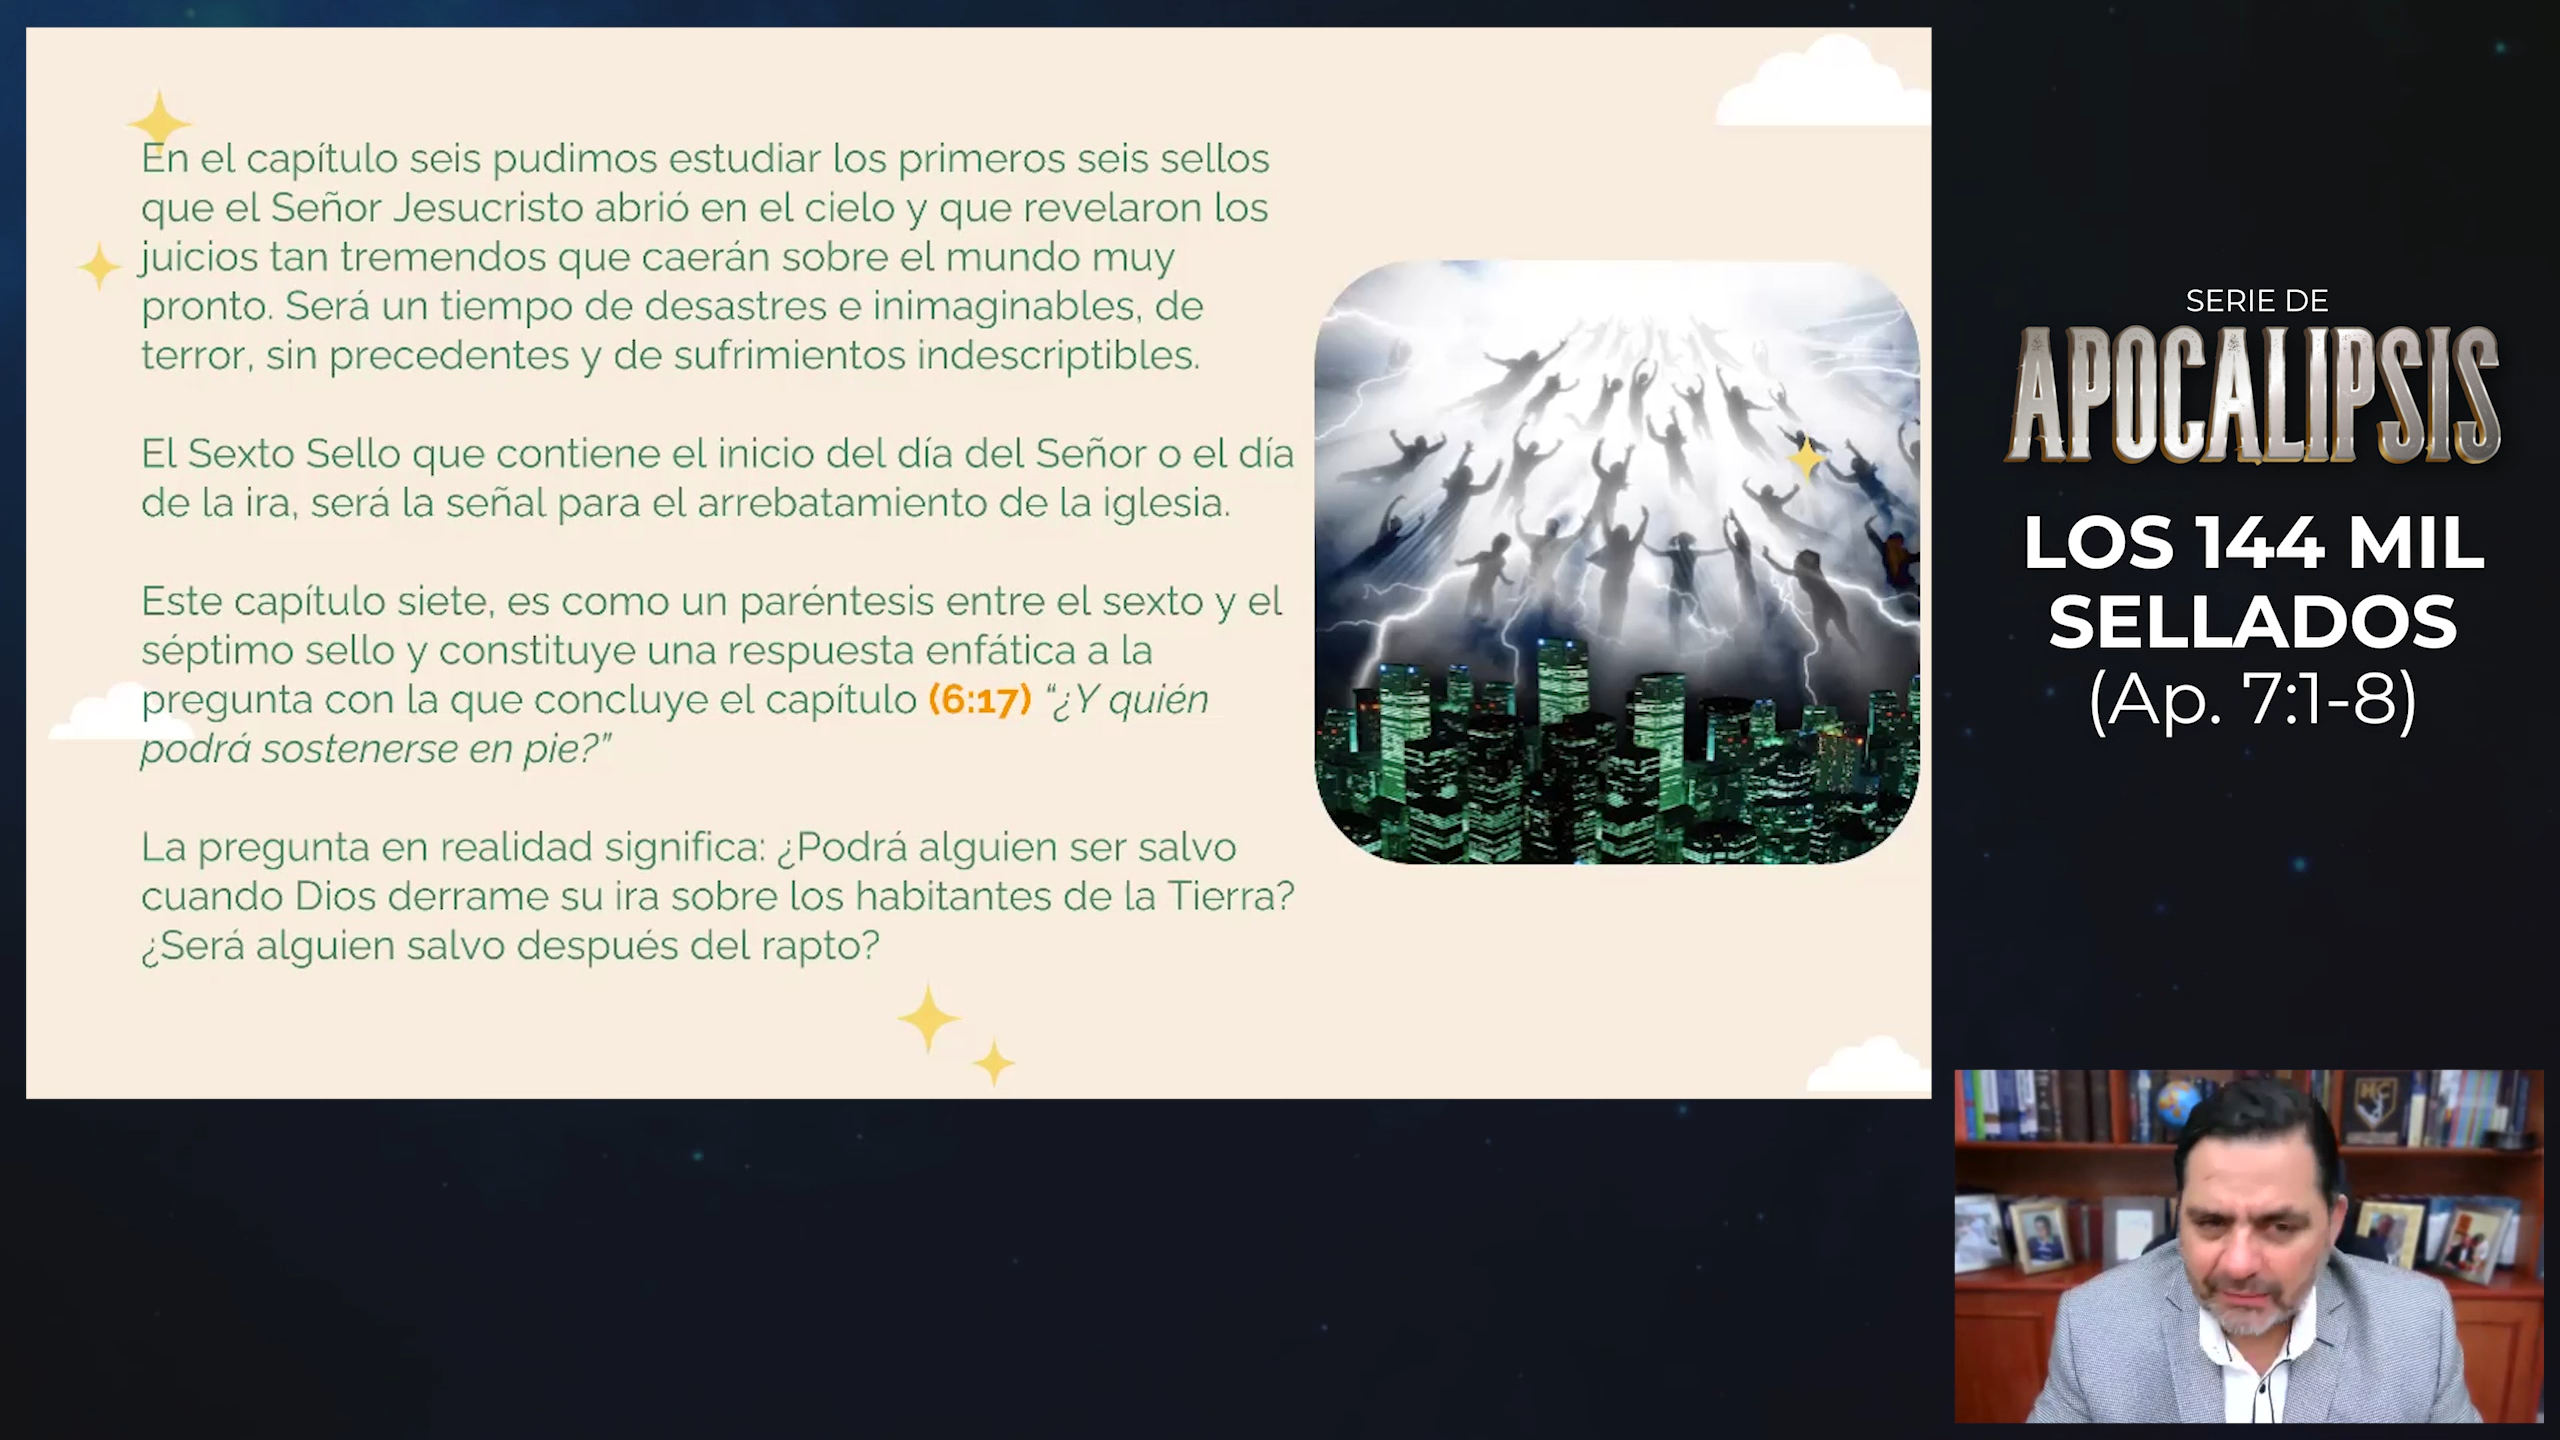 En el capítulo seis pudimos estudiar los primeros seis sellos
que el Señor Jesucristo abrió en el cielo y que revelaron los
juicios tan tremendos que caerán sobre el mundo muy
pronto. Será un tiempo de desastres e inimaginables, de
terror, sin precedentes y de sufrimientos indescriptibles.
El Sexto Sello que contiene el inicio del día del Señor o el día
de la ira, será la señal para el arrebatamiento de la iglesia.
Este capítulo siete, es como un paréntesis entre el sexto y el
séptimo sello y constituye una respuesta enfática a la
pregunta con la que concluye el capítulo (6:17) “¿Y quién
podrá sostenerse en pie?”
La pregunta en realidad significa: ¿Podrá alguien ser salvo
cuando Dios derrame su ira sobre los habitantes de la Tierra?
¿Será alguien salvo después del rapto?
SERIE DE
APOCALIPSIS
LOS 144 MIL
SELLADOS
(Ap. 7:1-8)
HC